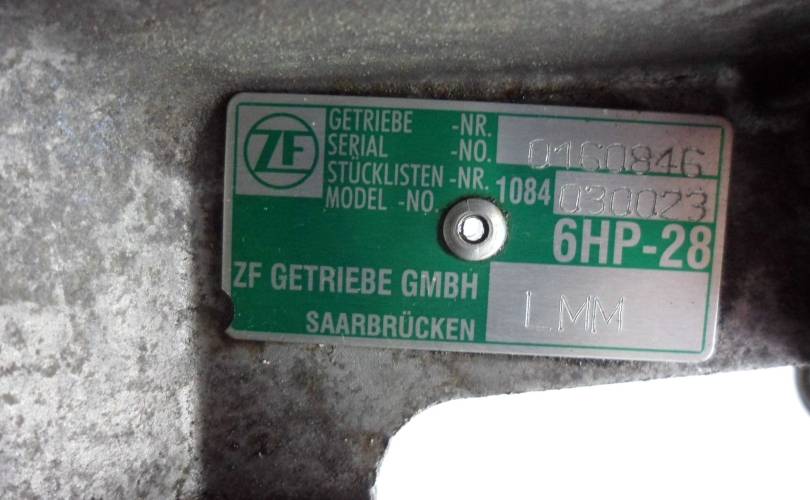 ZF
GETRIEBE -NR.
SERIAL -NO. 0160846
STÜCKLISTEN -NR. 1084 030023
MODEL -NO.
6HP-28
ZF GETRIEBE GMBH
SAARBRÜCKEN
LMM